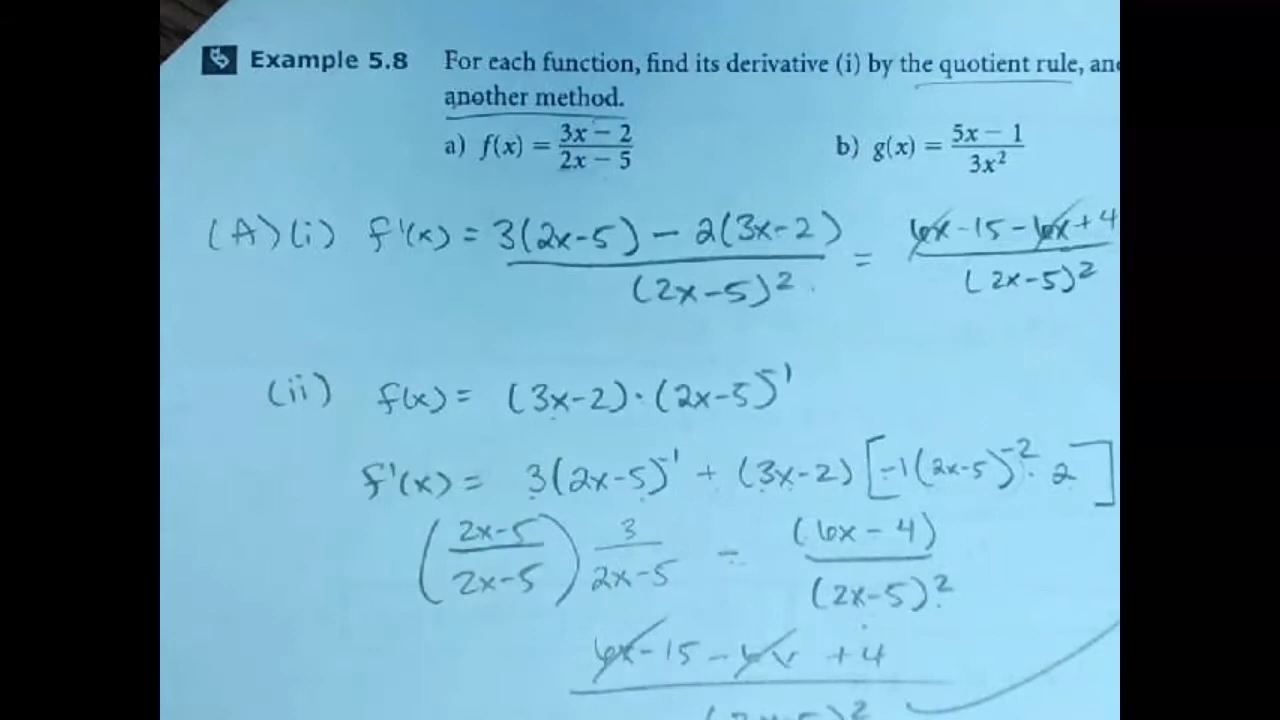 Example 5.8 For each function, find its derivative (i) by the quotient rule, an
another method.
a) f(x) = (3x − 2)/(2x − 5) b) g(x) = (5x − 1)/(3x²)
(A)(i) f'(x) = (3(2x-5) - 2(3x-2))/(2x-5)² = (6x-15-6x+4)/(2x-5)²
(ii) f(x) = (3x-2)·(2x-5)⁻¹
f'(x) = 3(2x-5)⁻¹ + (3x-2)[-1(2x-5)⁻²·2]
((2x-5)/(2x-5)) 3/(2x-5) - (6x-4)/(2x-5)²
6x-15-6x+4